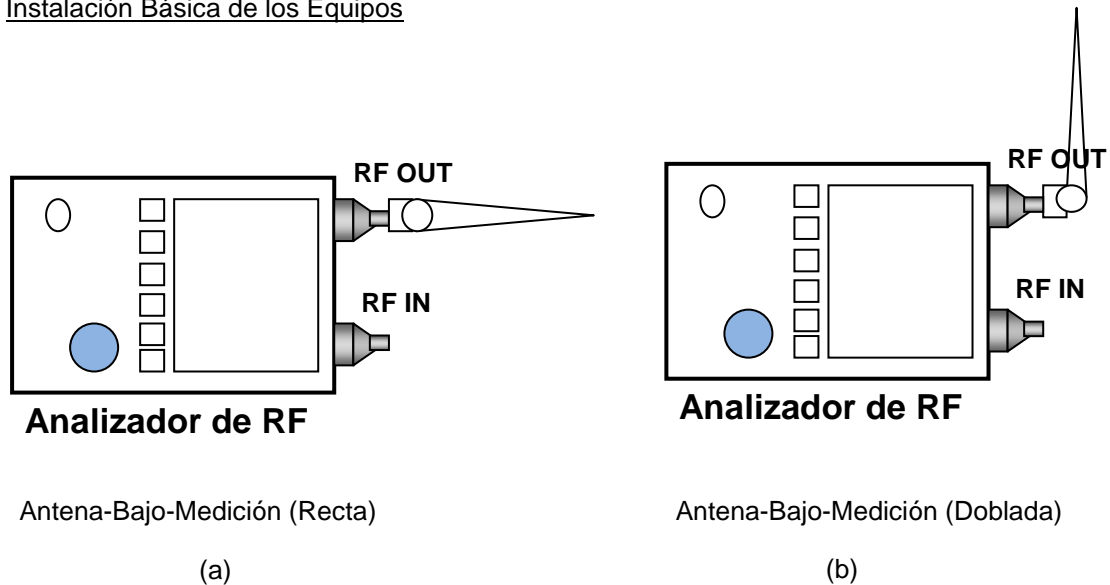 Instalación Básica de los Equipos
RF OUT
RF IN
Analizador de RF
Antena-Bajo-Medición (Recta)
(a)
RF OUT
RF IN
Analizador de RF
Antena-Bajo-Medición (Doblada)
(b)